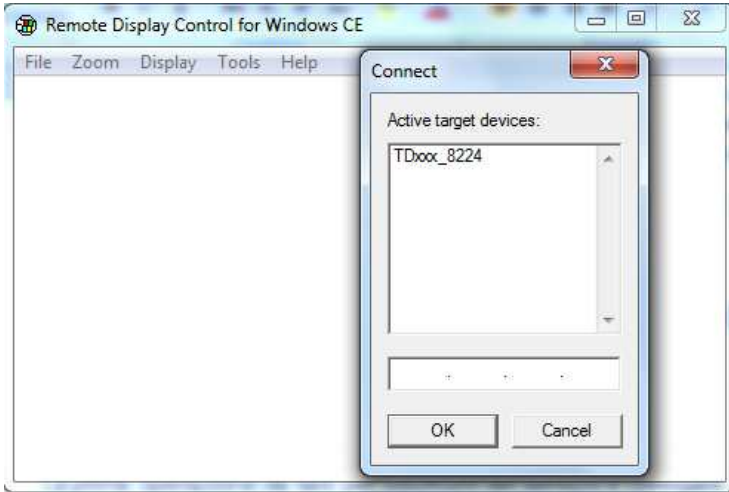 Remote Display Control for Windows CE
File Zoom Display Tools Help
Connect
Active target devices:
TDxxx_8224
. . .
OK Cancel